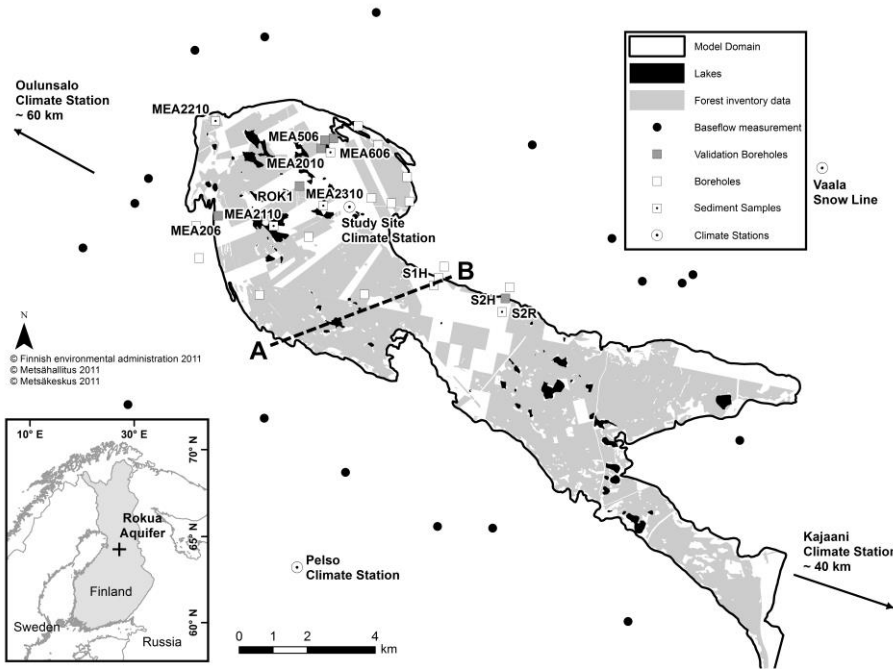 Oulunsalo
Climate Station
~ 60 km
MEA2210
MEA506
MEA606
MEA2010
ROK1
MEA2310
MEA2110
MEA206
Study Site
Climate Station
S1H
B
S2H
S2R
A
Model Domain
Lakes
Forest inventory data
Baseflow measurement
Validation Boreholes
Boreholes
Sediment Samples
Climate Stations
Vaala
Snow Line
N
© Finnish environmental administration 2011
© Metsähallitus 2011
© Metsäkeskus 2011
10° E
30° E
70° N
65° N
60° N
Rokua
Aquifer
Finland
Sweden
Russia
Pelso
Climate Station
Kajaani
Climate Station
~ 40 km
0 1 2 4
km